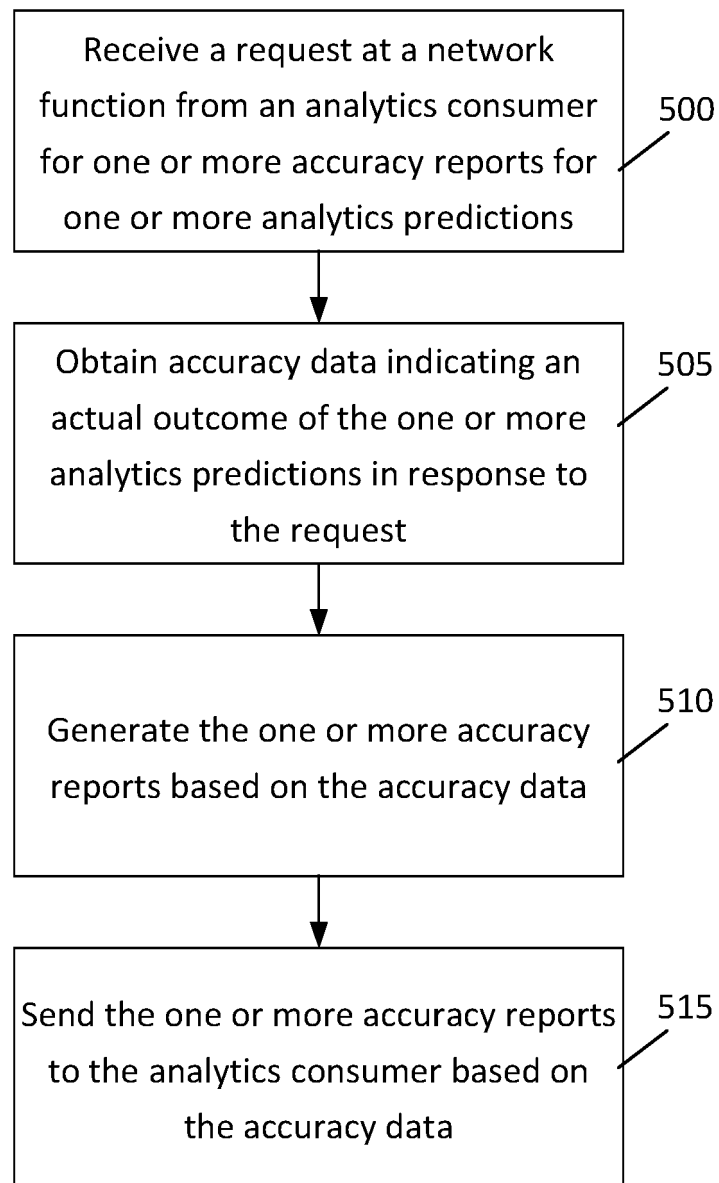 Receive a request at a network
function from an analytics consumer
for one or more accuracy reports for
one or more analytics predictions
500
Obtain accuracy data indicating an
actual outcome of the one or more
analytics predictions in response to
the request
505
Generate the one or more accuracy
reports based on the accuracy data
510
Send the one or more accuracy reports
to the analytics consumer based on
the accuracy data
515